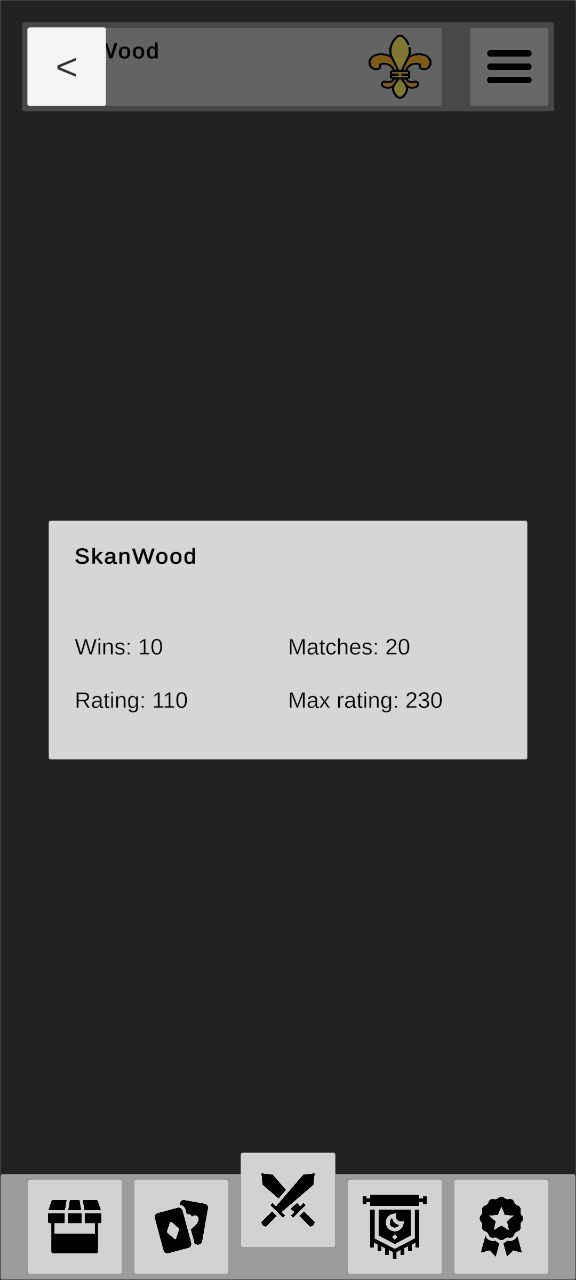 <
Wood
SkanWood
Wins: 10 Matches: 20
Rating: 110 Max rating: 230